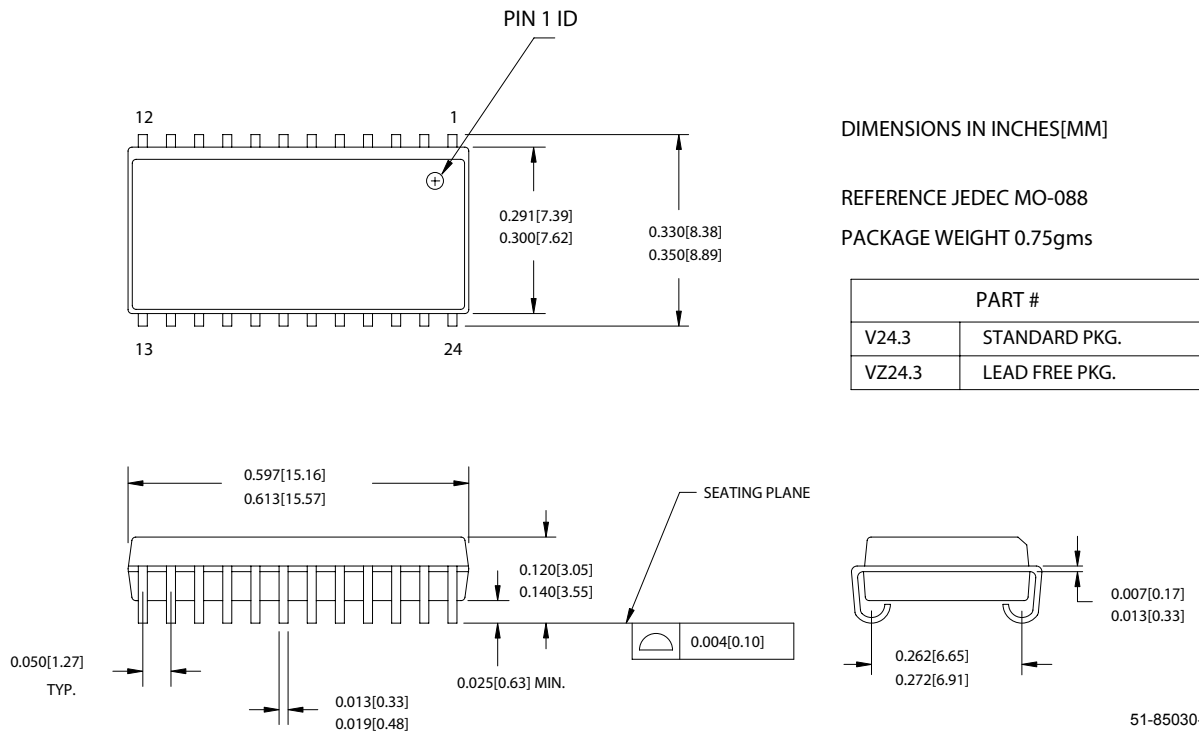 PIN 1 ID
12
1
DIMENSIONS IN INCHES[MM]
REFERENCE JEDEC MO-088
PACKAGE WEIGHT 0.75gms
0.291[7.39]
0.300[7.62]
0.330[8.38]
0.350[8.89]
PART #
V24.3 STANDARD PKG.
VZ24.3 LEAD FREE PKG.
13
24
0.597[15.16]
0.613[15.57]
SEATING PLANE
0.120[3.05]
0.140[3.55]
0.004[0.10]
0.007[0.17]
0.013[0.33]
0.050[1.27]
TYP.
0.025[0.63] MIN.
0.013[0.33]
0.019[0.48]
0.262[6.65]
0.272[6.91]
51-85030-